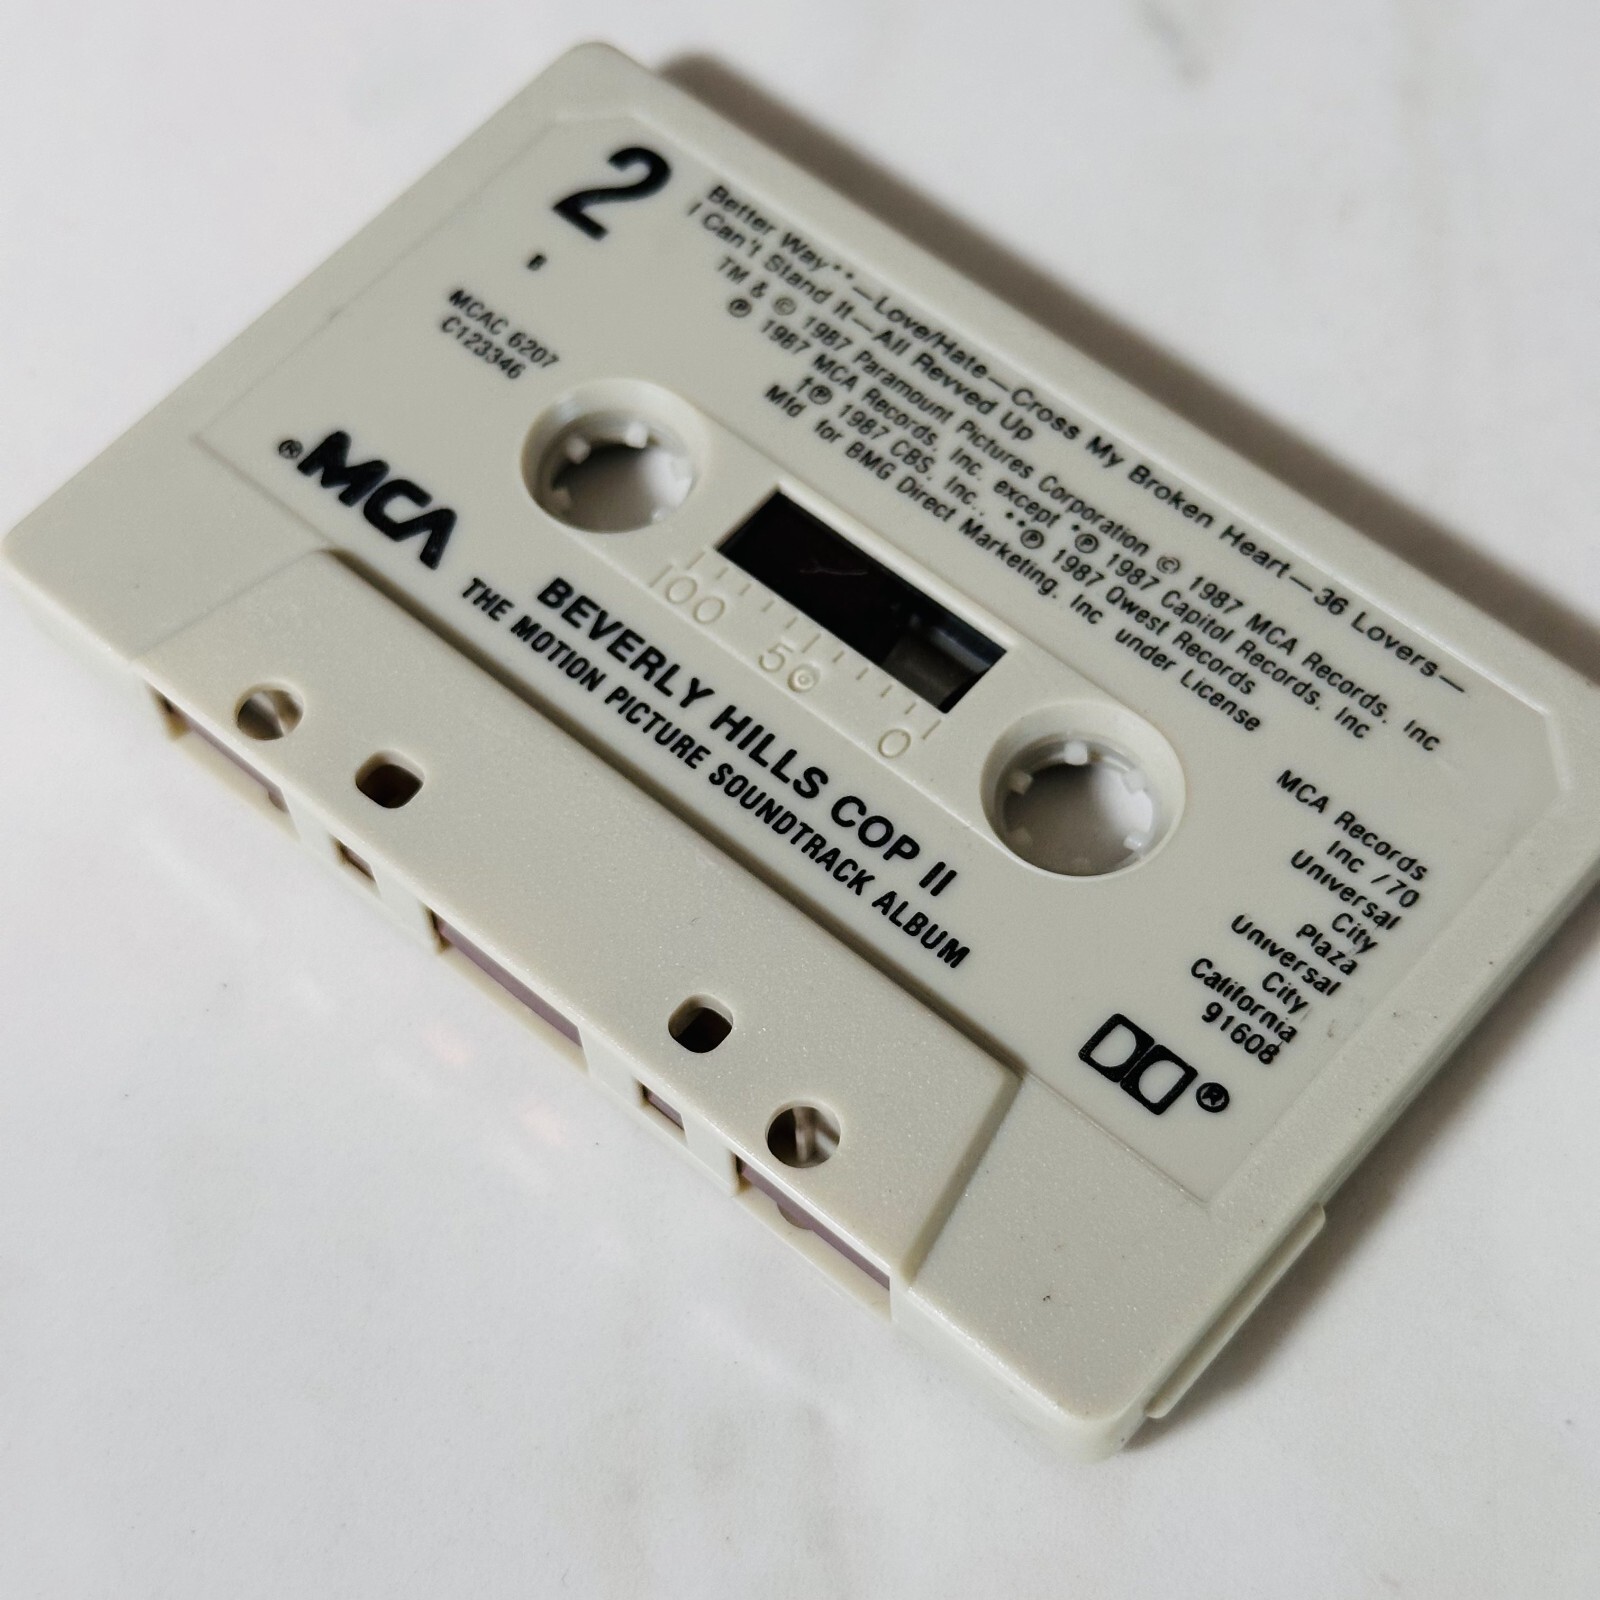 2
B
Better Way**—Love/Hate—Cross My Broken Heart—36 Lovers—
I Can't Stand It—All Revved Up
TM & © 1987 Paramount Pictures Corporation © 1987 MCA Records, Inc
℗ 1987 MCA Records, Inc. except *℗ 1987 Capitol Records, Inc
†℗ 1987 CBS, Inc., **℗ 1987 Qwest Records
Mfd for BMG Direct Marketing, Inc under License
MCAC 6207
C123346
MCA®
100 50 0
MCA Records
Inc /70
Universal
City
Plaza
Universal
City
California
91608
BEVERLY HILLS COP II
THE MOTION PICTURE SOUNDTRACK ALBUM
®